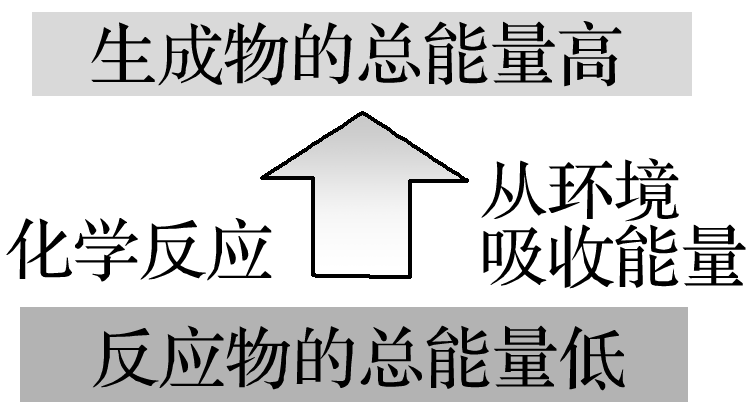 生成物的总能量高
化学反应
从环境
吸收能量
反应物的总能量低